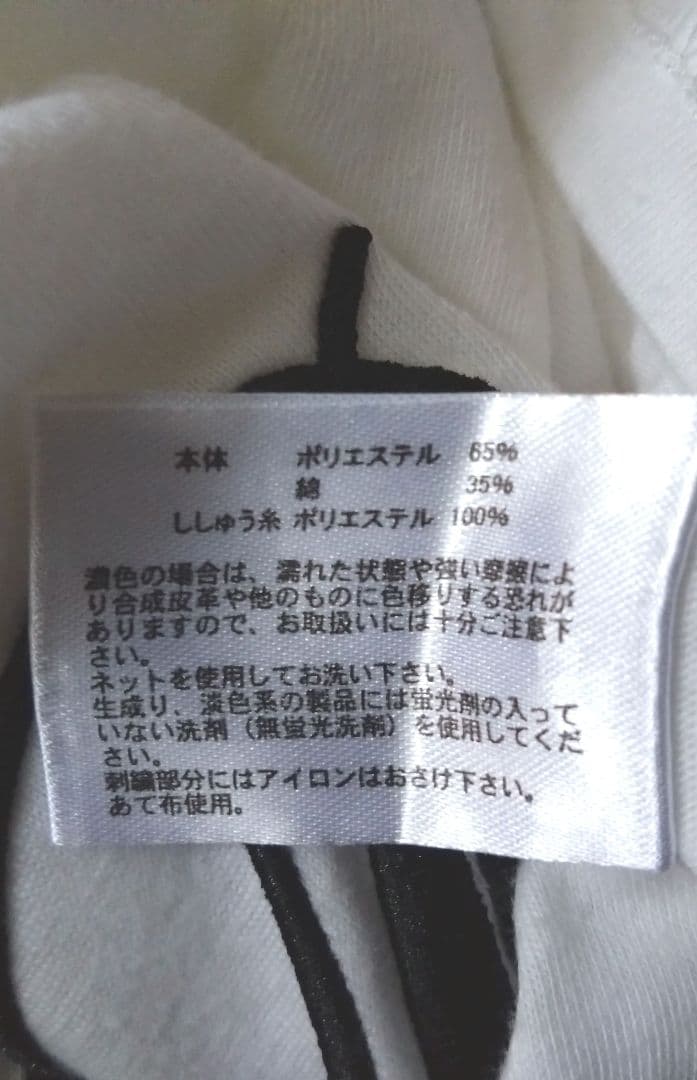 本体 ポリエステル 65%
綿 35%
ししゅう糸 ポリエステル 100%
濃色の場合は、濡れた状態や強い摩擦によ
り合成皮革や他のものに色移りする恐れが
ありますので、お取扱いには十分ご注意下
さい。
ネットを使用してお洗い下さい。
生成り、淡色系の製品には蛍光剤の入って
いない洗剤（無蛍光洗剤）を使用してくだ
さい。
刺繍部分にはアイロンはおさけ下さい。
あて布使用。